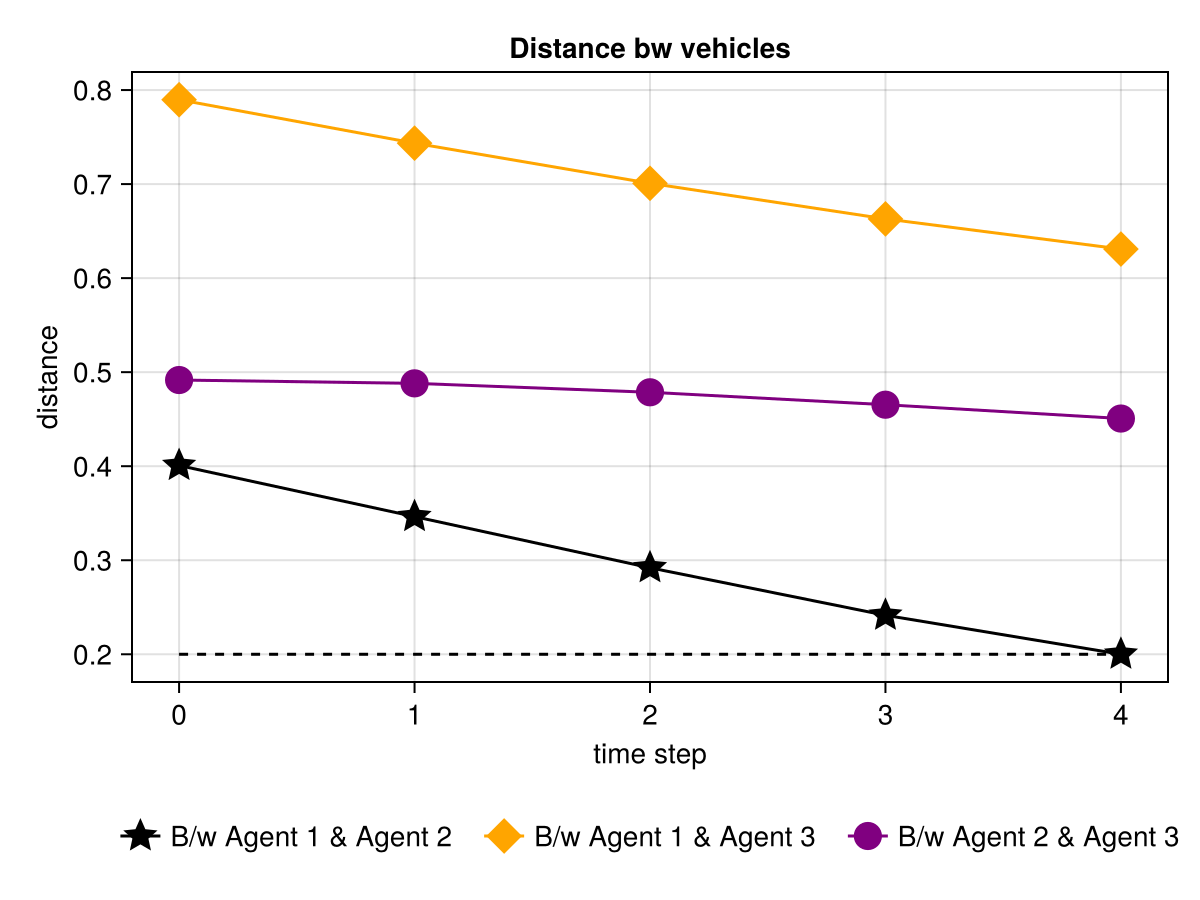 Distance bw vehicles
0.8
0.7
0.6
0.5
0.4
0.3
0.2
distance
0 1 2 3 4
time step
B/w Agent 1 & Agent 2 B/w Agent 1 & Agent 3 B/w Agent 2 & Agent 3